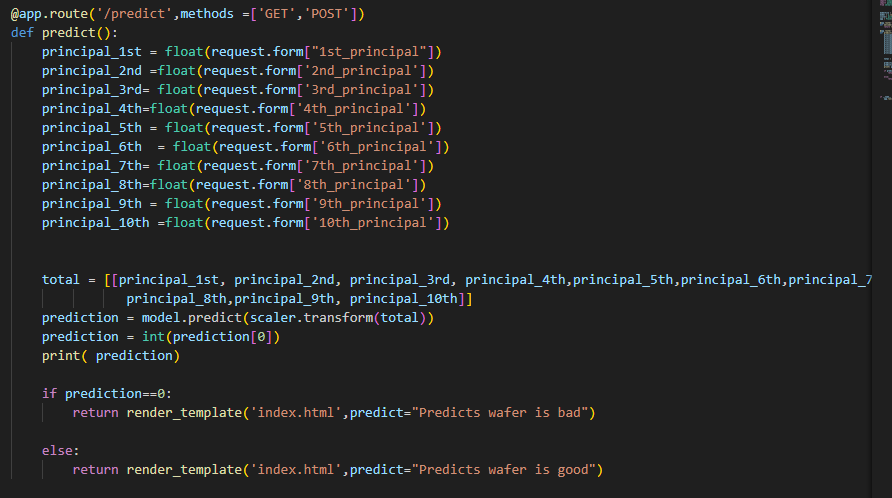 @app.route('/predict',methods =['GET','POST'])
def predict():
    principal_1st = float(request.form["1st_principal"])
    principal_2nd =float(request.form['2nd_principal'])
    principal_3rd= float(request.form['3rd_principal'])
    principal_4th=float(request.form['4th_principal'])
    principal_5th = float(request.form['5th_principal'])
    principal_6th  = float(request.form['6th_principal'])
    principal_7th= float(request.form['7th_principal'])
    principal_8th=float(request.form['8th_principal'])
    principal_9th = float(request.form['9th_principal'])
    principal_10th =float(request.form['10th_principal'])
    total = [[principal_1st, principal_2nd, principal_3rd, principal_4th,principal_5th,principal_6th,principal_7
               principal_8th,principal_9th, principal_10th]]
    prediction = model.predict(scaler.transform(total))
    prediction = int(prediction[0])
    print( prediction)
    if prediction==0:
        return render_template('index.html',predict="Predicts wafer is bad")
    else:
        return render_template('index.html',predict="Predicts wafer is good")